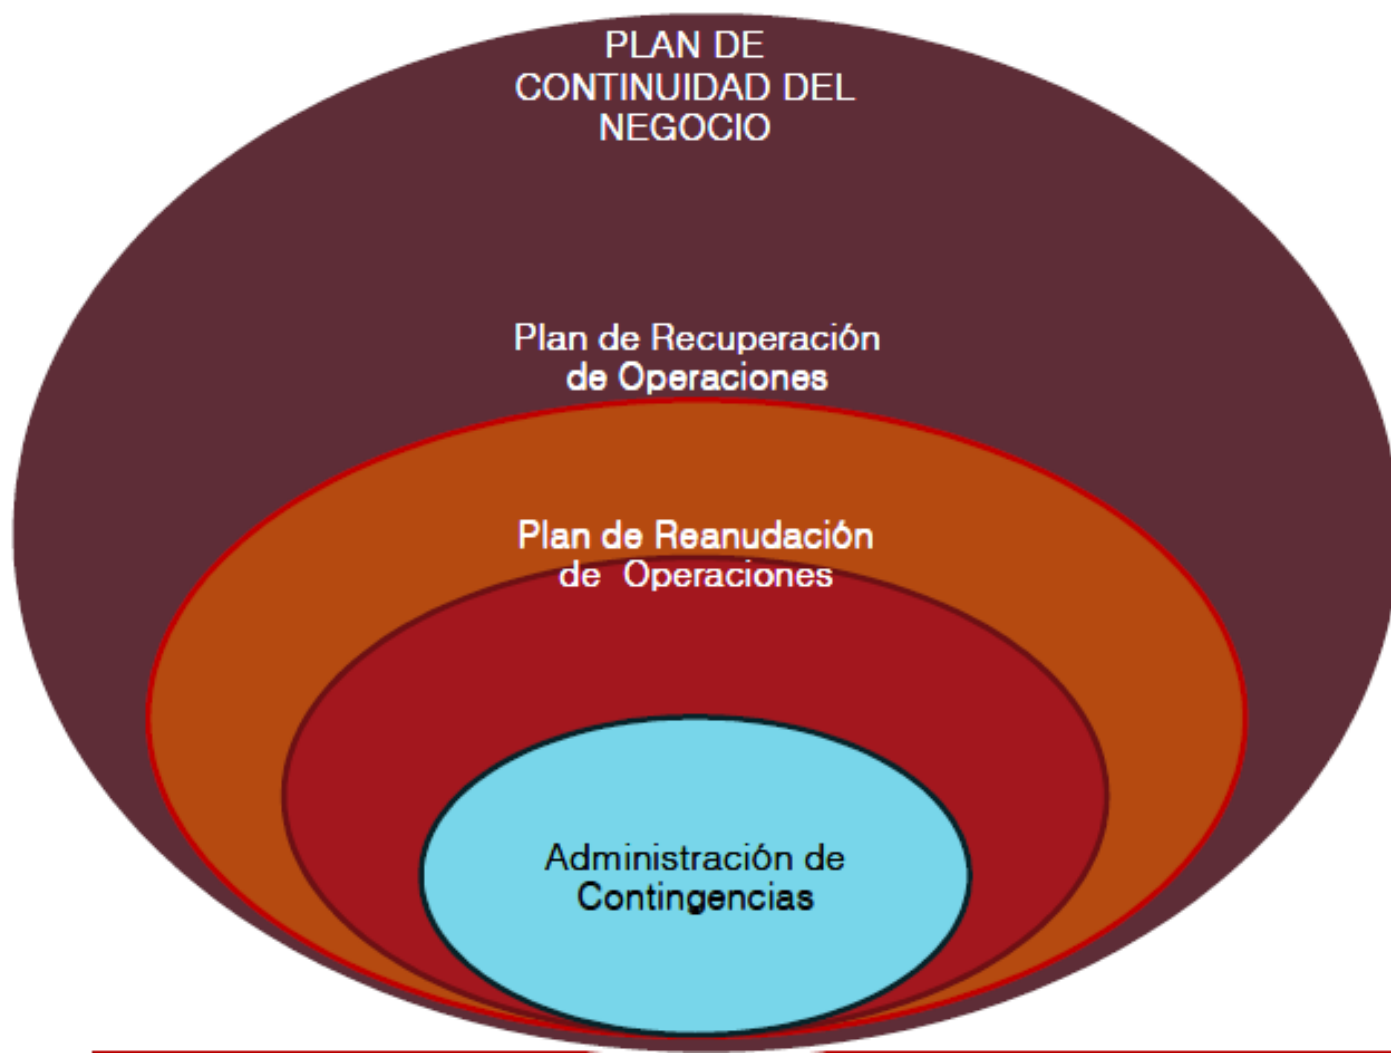 PLAN DE
CONTINUIDAD DEL
NEGOCIO
Plan de Recuperación
de Operaciones
Plan de Reanudación
de Operaciones
Administración de
Contingencias